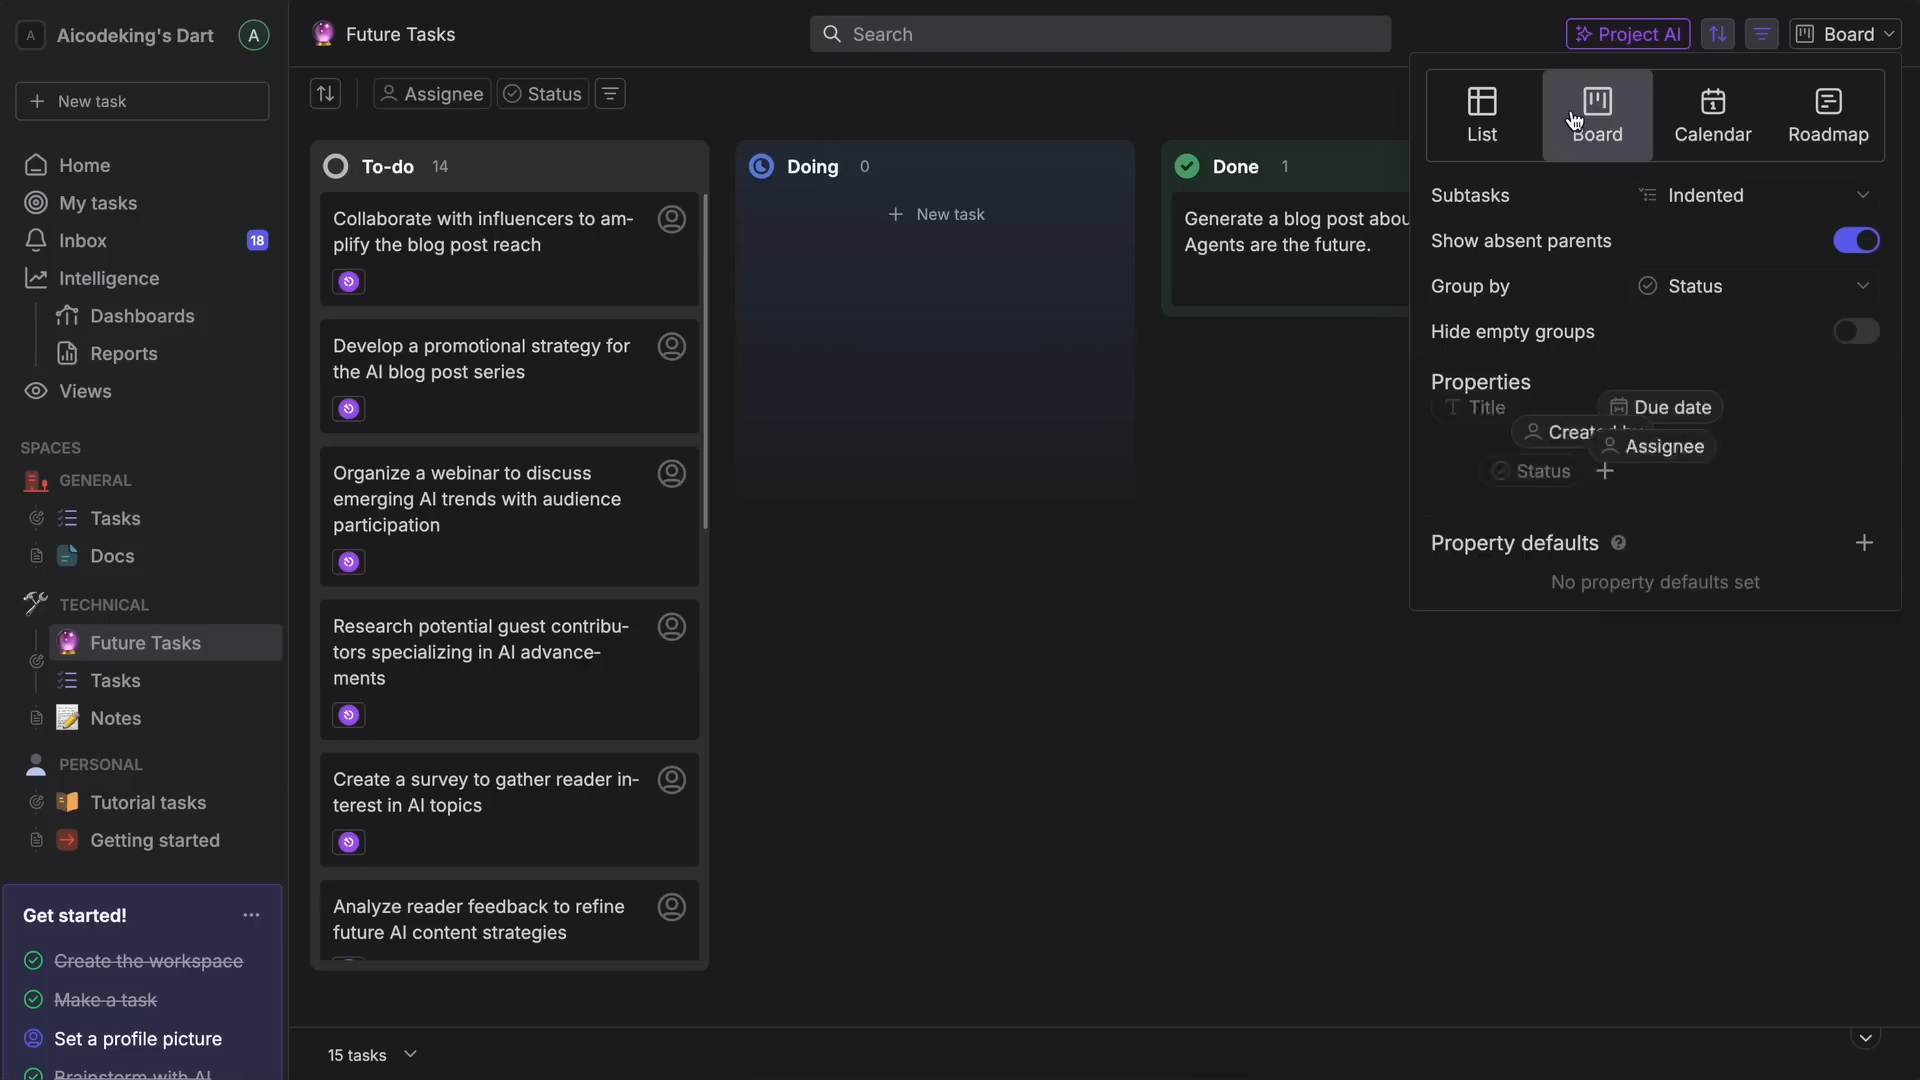 A
Aicodeking's Dart
A
New task
Home
My tasks
Inbox
18
Intelligence
Dashboards
Reports
Views
SPACES
GENERAL
Tasks
Docs
TECHNICAL
Future Tasks
Tasks
Notes
PERSONAL
Tutorial tasks
Getting started
Get started!
Create the workspace
Make a task
Set a profile picture
Brainstorm with AI
Future Tasks
Search
Project AI
Board
Assignee
Status
To-do 14
Collaborate with influencers to am-
plify the blog post reach
Develop a promotional strategy for
the AI blog post series
Organize a webinar to discuss
emerging AI trends with audience
participation
Research potential guest contribu-
tors specializing in AI advance-
ments
Create a survey to gather reader in-
terest in AI topics
Analyze reader feedback to refine
future AI content strategies
Doing 0
New task
Done 1
Generate a blog post abou
Agents are the future.
List
Board
Calendar
Roadmap
Subtasks
Indented
Show absent parents
Group by
Status
Hide empty groups
Properties
Title
Due date
Assignee
Status
Property defaults
No property defaults set
15 tasks